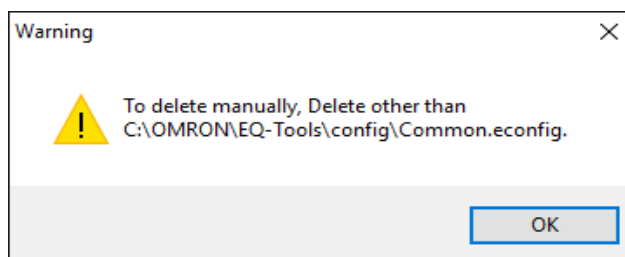 Warning
To delete manually, Delete other than
C:\OMRON\EQ-Tools\config\Common.econfig.
OK